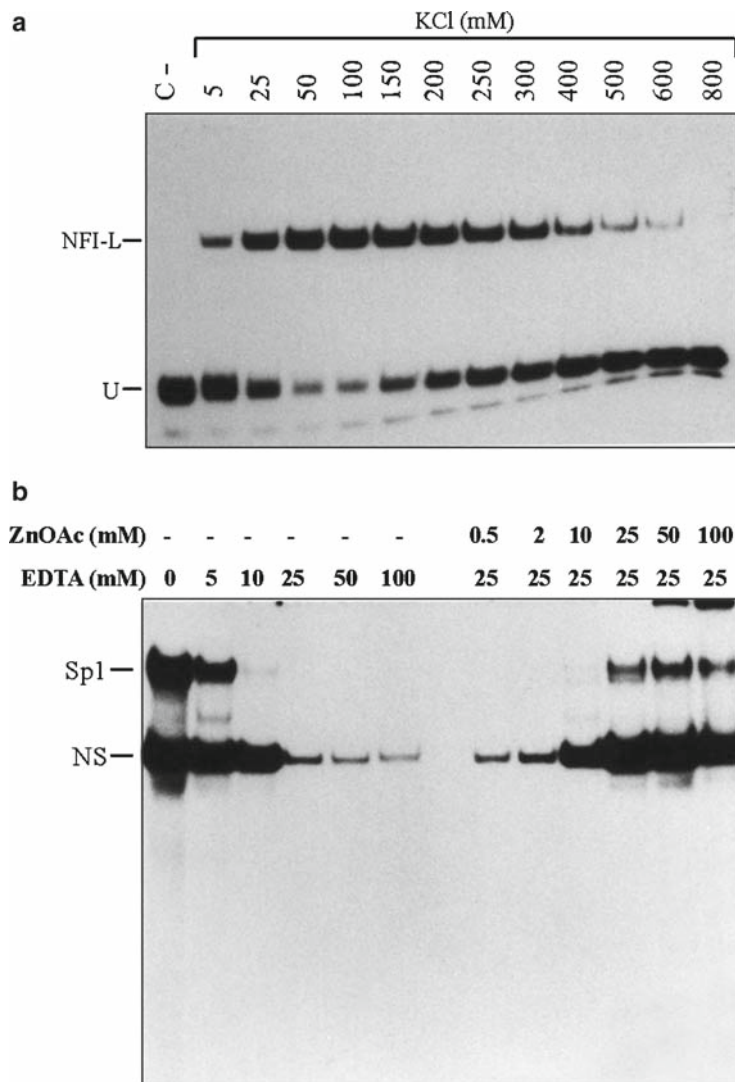 a
KCl (mM)
C - 5 25 50 100 150 200 250 300 400 500 600 800
NFI-L
U
b
ZnOAc (mM) - - - - - - 0.5 2 10 25 50 100
EDTA (mM) 0 5 10 25 50 100 25 25 25 25 25 25
Sp1
NS